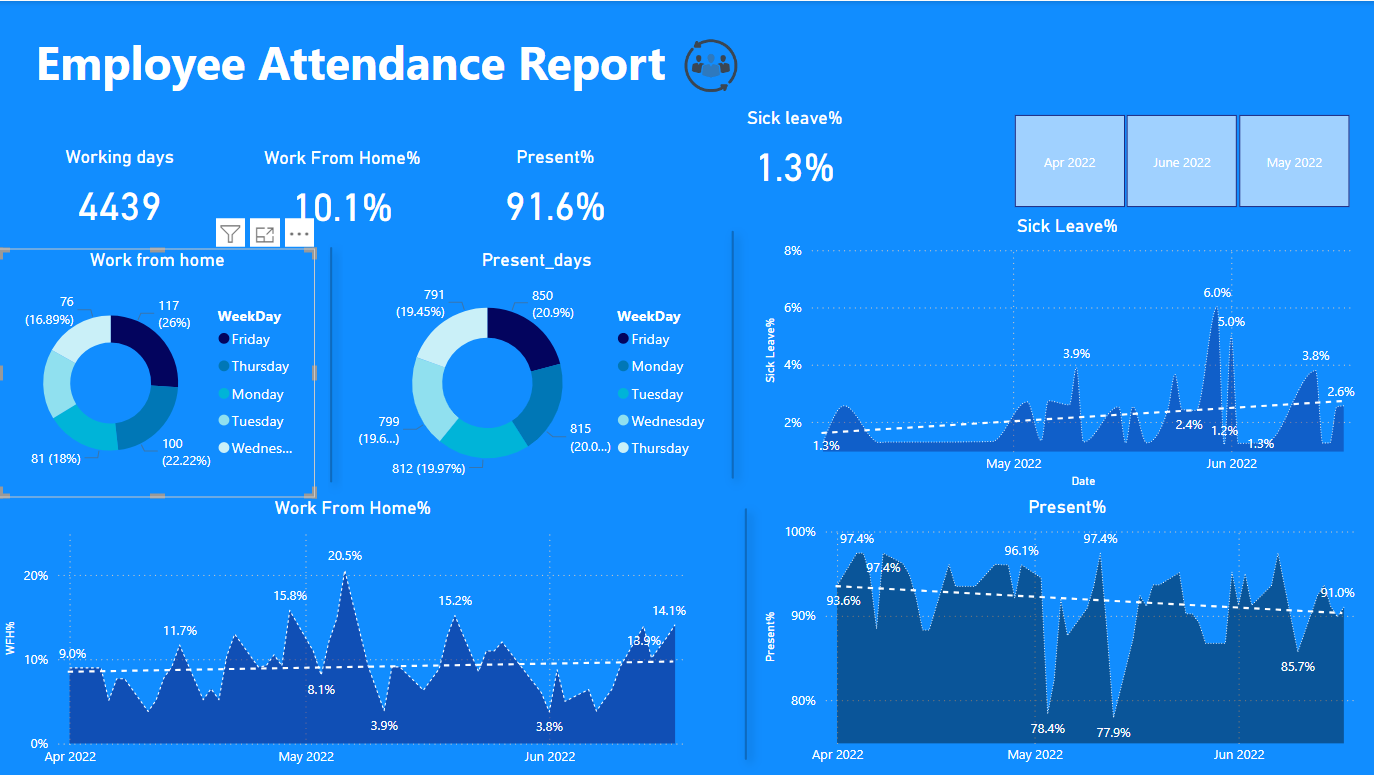 Employee Attendance Report
Working days
4439
Work From Home%
10.1%
Present%
91.6%
Sick leave%
1.3%
Apr 2022
June 2022
May 2022
Work from home
76
(16.89%)
117
(26%)
81 (18%)
100
(22.22%)
WeekDay
Friday
Thursday
Monday
Tuesday
Wednes...
Present_days
791
(19.45%)
850
(20.9%)
799
(19.6...)
815
(20.0...)
812 (19.97%)
WeekDay
Friday
Monday
Tuesday
Wednesday
Thursday
Sick Leave%
Sick Leave%
8%
6%
4%
2%
1.3%
3.9%
2.4%
6.0%
1.2%
5.0%
1.3%
3.8%
2.6%
May 2022
Jun 2022
Date
Work From Home%
WFH%
20%
10%
0%
9.0%
11.7%
15.8%
8.1%
20.5%
3.9%
15.2%
3.8%
13.9%
14.1%
Apr 2022
May 2022
Jun 2022
Present%
Present%
100%
90%
80%
93.6%
97.4%
97.4%
96.1%
78.4%
97.4%
77.9%
85.7%
91.0%
Apr 2022
May 2022
Jun 2022